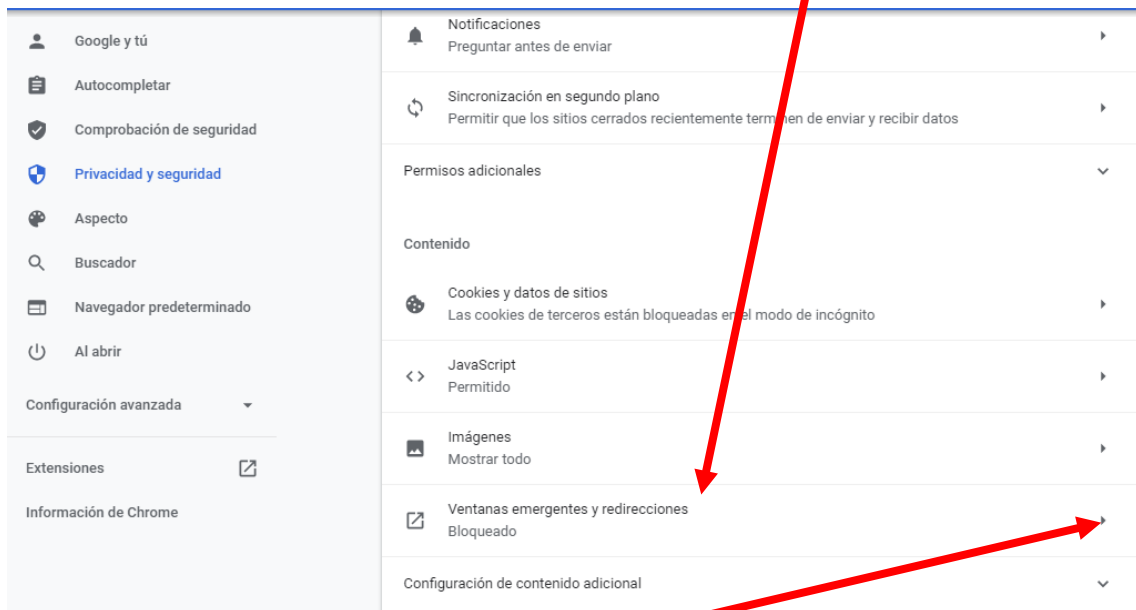 Google y tú
Autocompletar
Comprobación de seguridad
Privacidad y seguridad
Aspecto
Buscador
Navegador predeterminado
Al abrir
Configuración avanzada
Extensiones
Información de Chrome
Notificaciones
Preguntar antes de enviar
Sincronización en segundo plano
Permitir que los sitios cerrados recientemente terminen de enviar y recibir datos
Permisos adicionales
Contenido
Cookies y datos de sitios
Las cookies de terceros están bloqueadas en el modo de incógnito
JavaScript
Permitido
Imágenes
Mostrar todo
Ventanas emergentes y redirecciones
Bloqueado
Configuración de contenido adicional